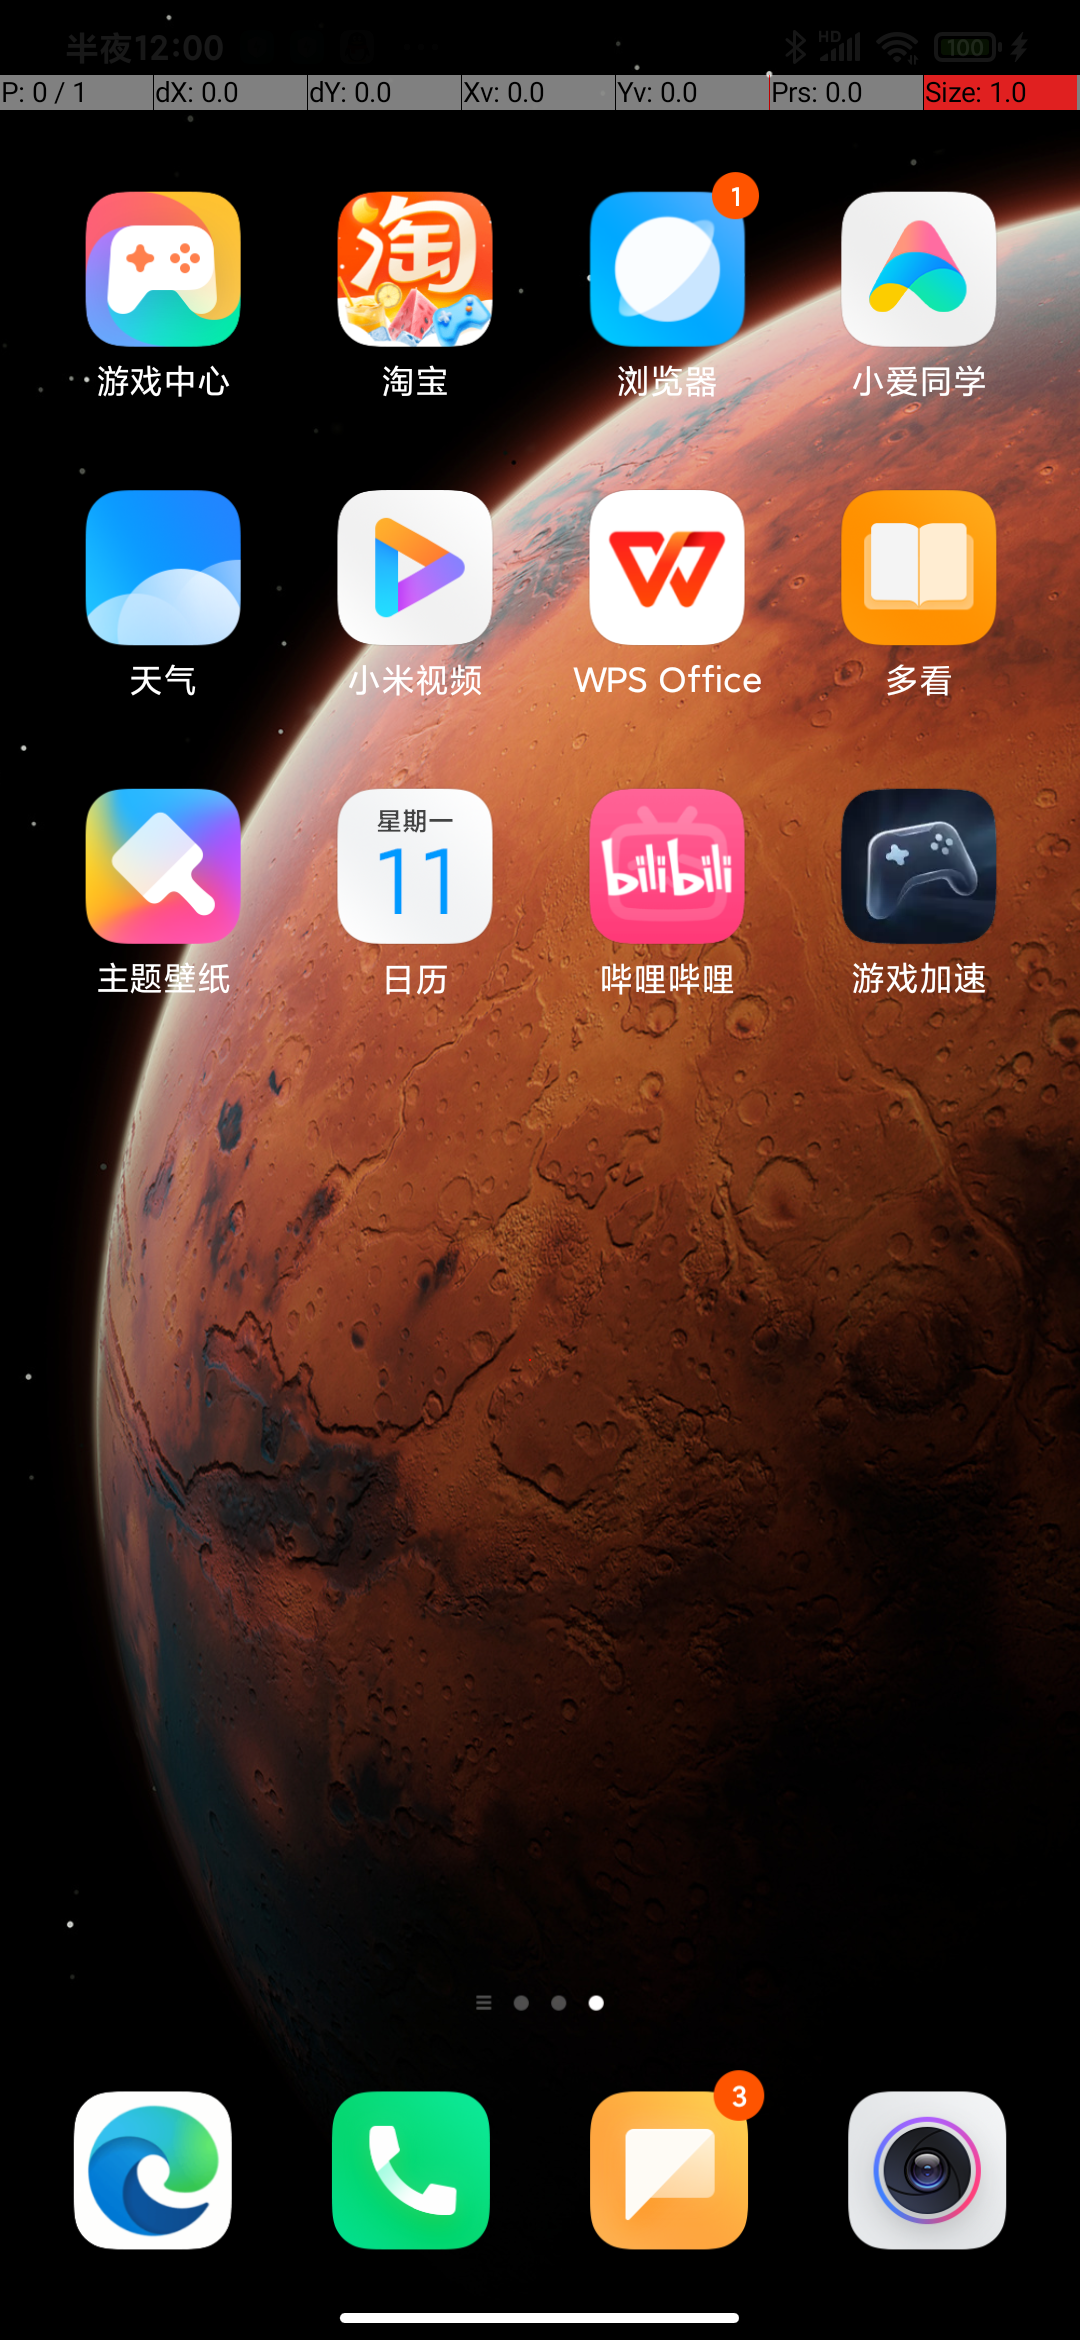 半夜12:00 HD 100
P: 0 / 1 dX: 0.0 dY: 0.0 Xv: 0.0 Yv: 0.0 Prs: 0.0 Size: 1.0
淘 1
游戏中心 淘宝 浏览器 小爱同学
天气 小米视频 WPS Office 多看
星期一
11
bilibili
主题壁纸 日历 哔哩哔哩 游戏加速
3